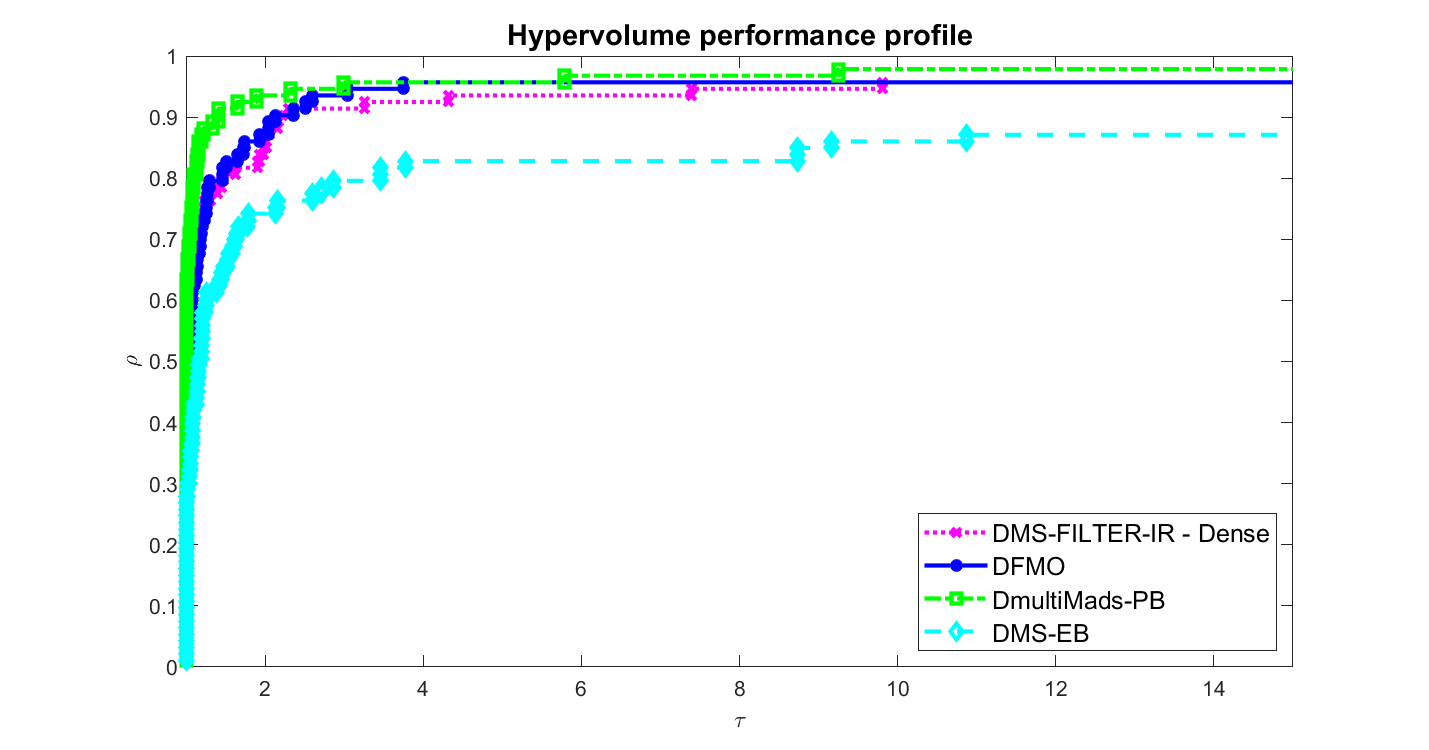 Hypervolume performance profile
1
0.9
0.8
0.7
0.6
0.5
0.4
0.3
0.2
0.1
0
ρ
2 4 6 8 10 12 14
τ
DMS-FILTER-IR - Dense
DFMO
DmultiMads-PB
DMS-EB